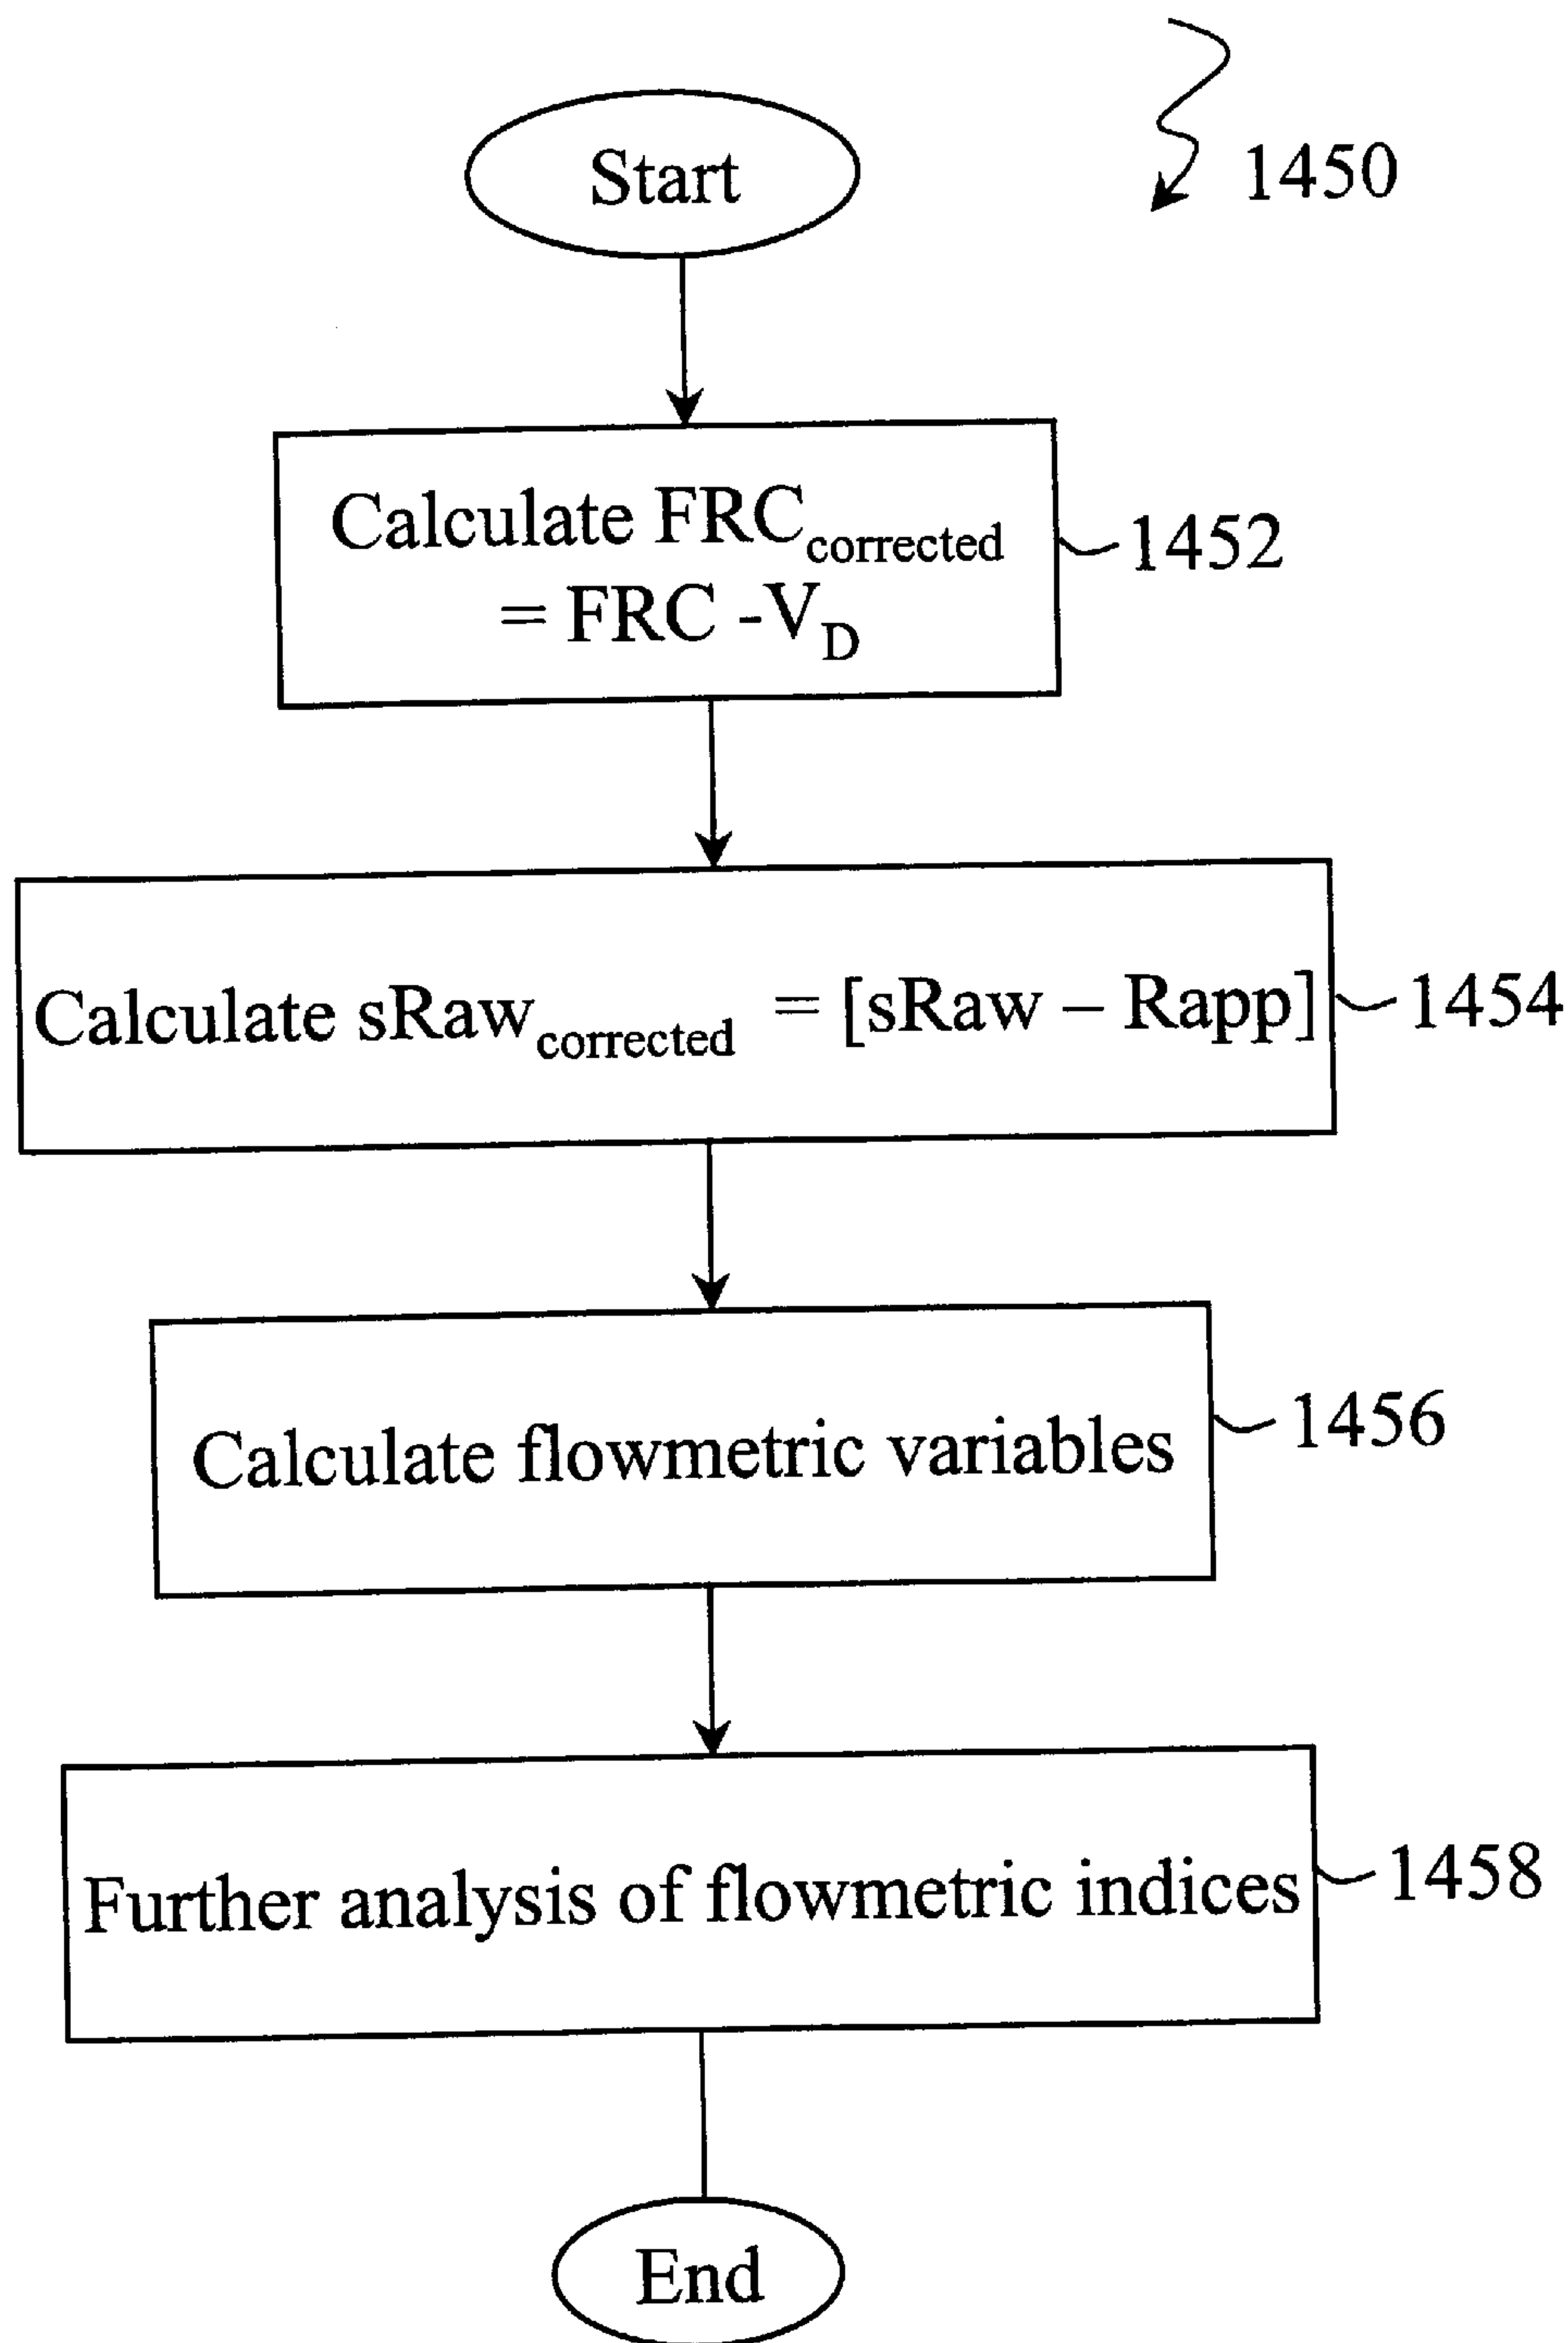 1450
Start
Calculate FRCcorrected
= FRC -VD
1452
Calculate sRawcorrected = [sRaw – Rapp]
1454
Calculate flowmetric variables
1456
Further analysis of flowmetric indices
1458
End